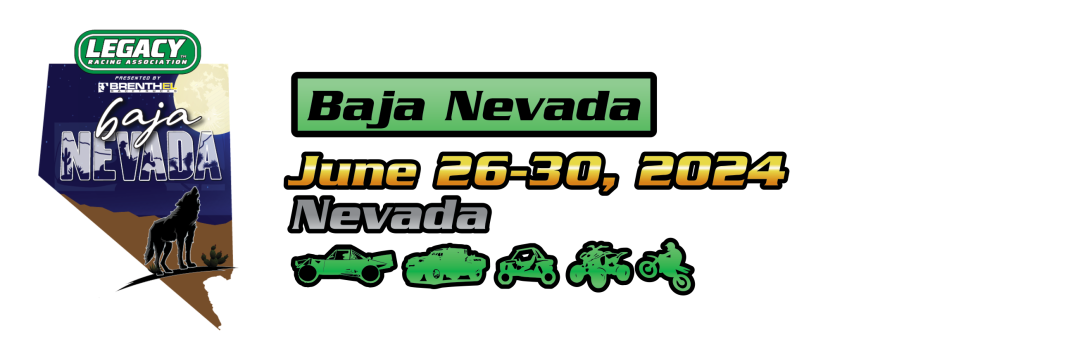 LEGACY
RACING ASSOCIATION
PRESENTED BY
BRENTHEL
baja
NEVADA
Baja Nevada
June 26-30, 2024
Nevada